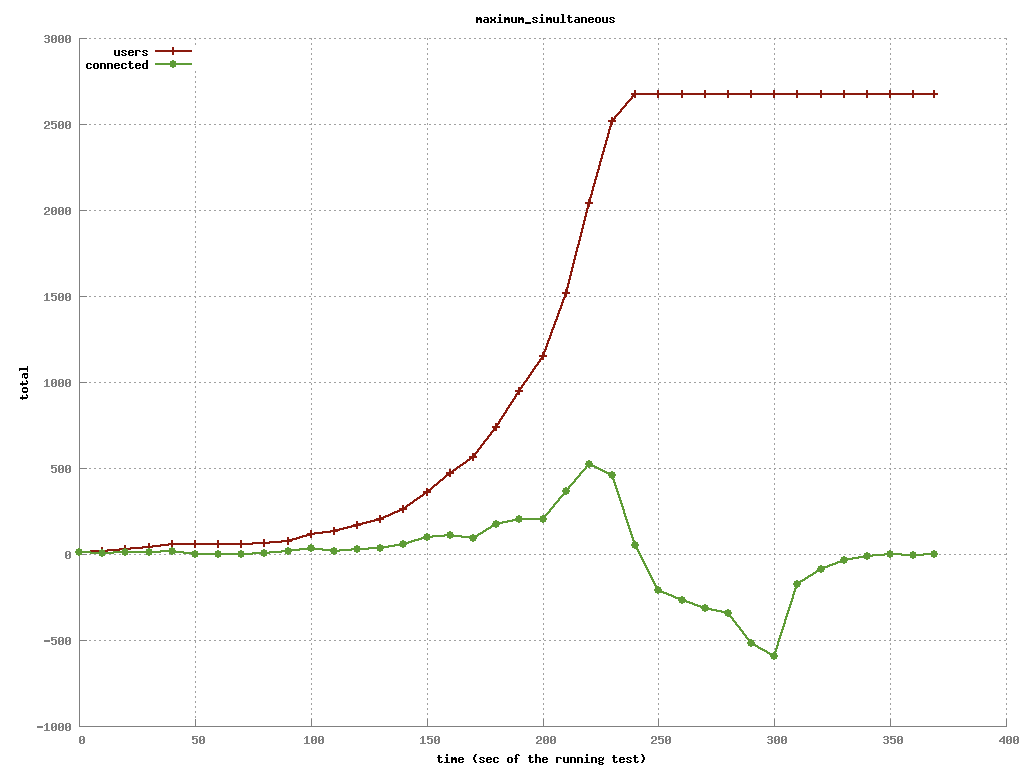 maximum_simultaneous
users
connected
3000
2500
2000
1500
1000
500
0
-500
-1000
total
0 50 100 150 200 250 300 350 400
time (sec of the running test)